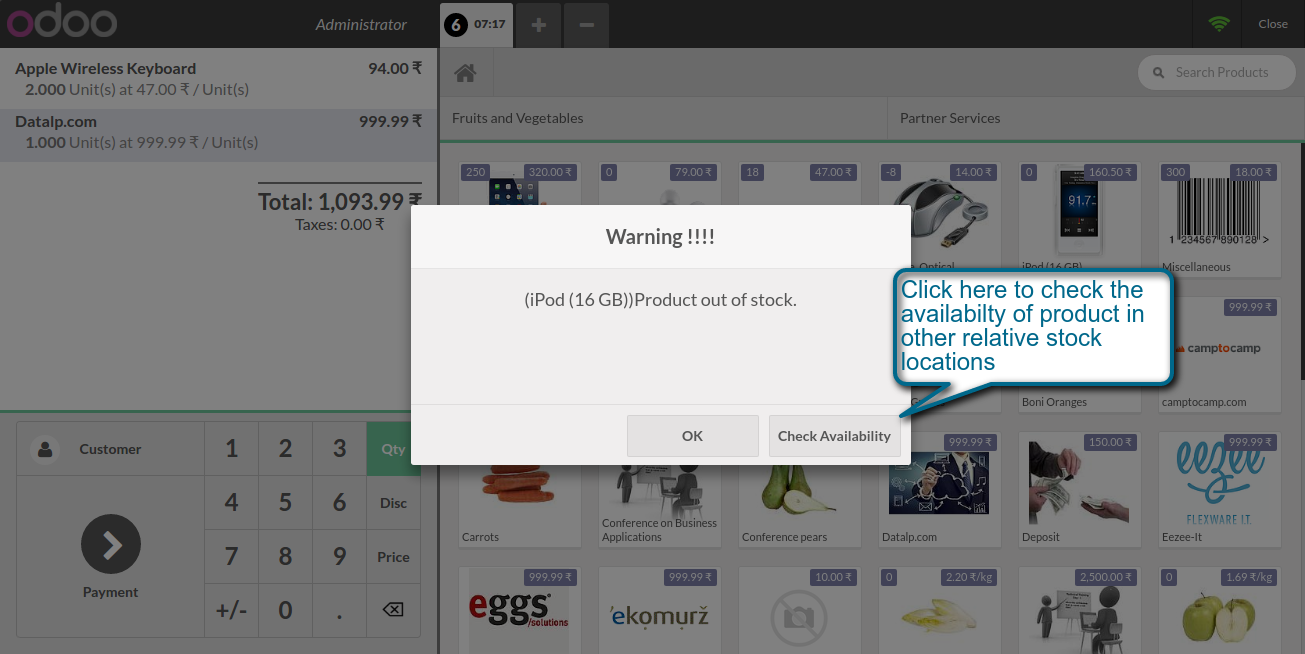 odoo
Administrator
6 07:17
+
−
Close
Apple Wireless Keyboard 94.00 ₹
2.000 Unit(s) at 47.00 ₹ / Unit(s)
Datalp.com 999.99 ₹
1.000 Unit(s) at 999.99 ₹ / Unit(s)
Total: 1,093.99 ₹
Taxes: 0.00 ₹
Search Products
Fruits and Vegetables
Partner Services
250 320.00 ₹
0 79.00 ₹
18 47.00 ₹
-8 14.00 ₹
0 160.50 ₹
300 18.00 ₹
91.7
1 234567 890128 >
Optical
iPod (16 GB)
Miscellaneous
Warning !!!!
(iPod (16 GB))Product out of stock.
OK
Check Availability
Click here to check the
availabilty of product in
other relative stock
locations
999.99 ₹
camptocamp
Boni Oranges
camptocamp.com
Customer
1 2 3 Qty
4 5 6 Disc
7 8 9 Price
+/- 0 .
Payment
999.99 ₹
150.00 ₹
999.99 ₹
eezee
FLEXWARE I.T.
Carrots
Conference on Business
Applications
Conference pears
Datalp.com
Deposit
Eezee-It
999.99 ₹
999.99 ₹
10.00 ₹
0 2.20 ₹/kg
2,500.00 ₹
0 1.69 ₹/kg
eggs
/solutions
'ekomurž